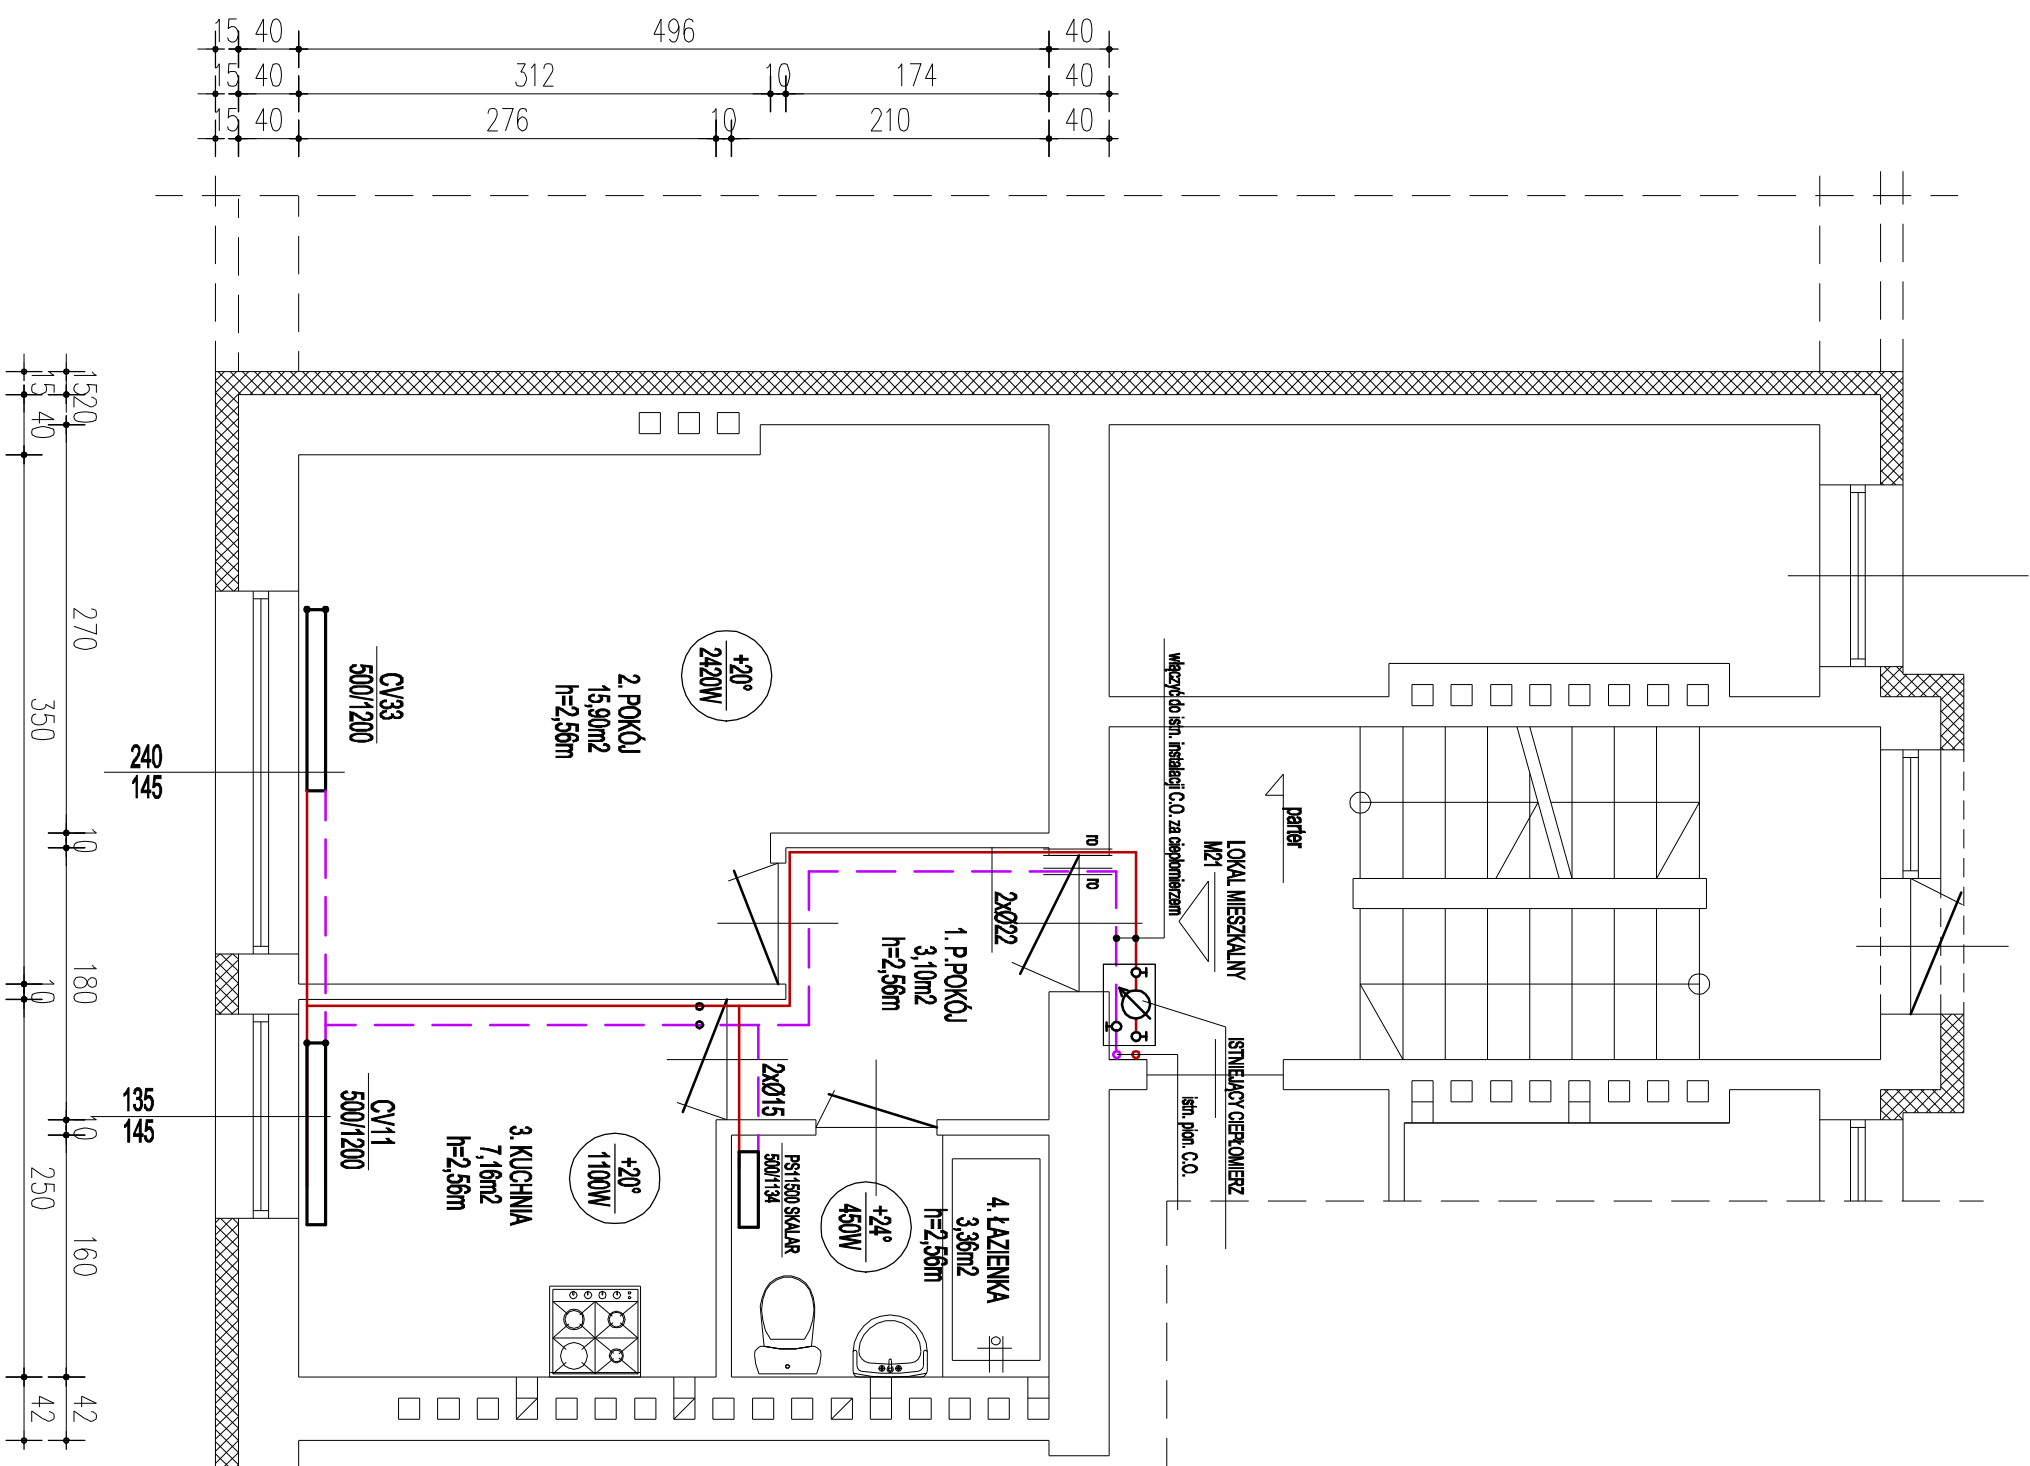 15 40 496 40
15 40 312 10 174 40
15 40 276 10 210 40
15 20 270 10 180 10 160 42
15 40 350 10 250 42
240
145
135
145
CV33
500/1200
2. POKÓJ
15,90m2
h=2,56m
+20°
2420W
CV11
500/1200
3. KUCHNIA
7,16m2
h=2,56m
+20°
1100W
2xØ15
PS11500 SKALAR
500/1134
+24°
450W
4. ŁAZIENKA
3,36m2
h=2,56m
1. P.POKÓJ
3,10m2
h=2,56m
2xØ22
ro
ro
włączyć do istn. instalacji C.O. za ciepłomierzem
LOKAL MIESZKALNY
M21
parter
ISTNIEJĄCY CIEPŁOMIERZ
istn. pion. C.O.